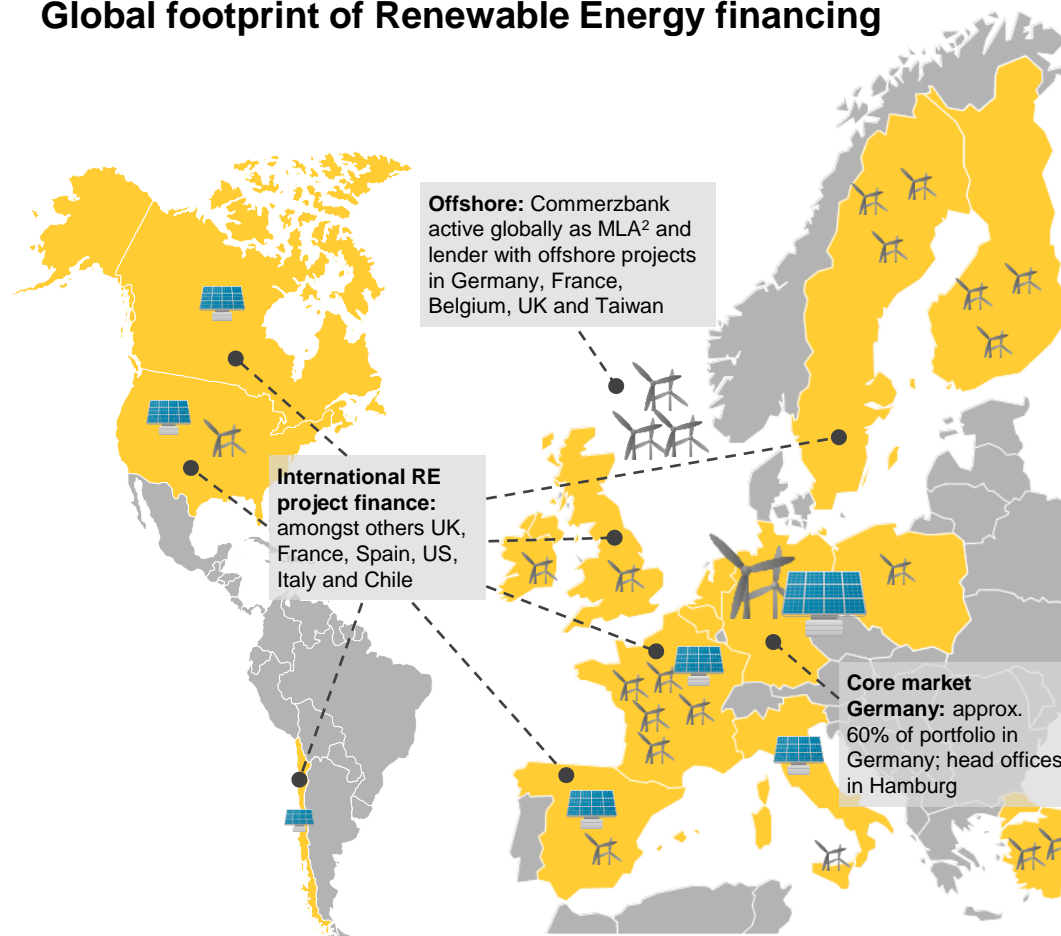 Global footprint of Renewable Energy financing
Offshore: Commerzbank
active globally as MLA² and
lender with offshore projects
in Germany, France,
Belgium, UK and Taiwan
International RE
project finance:
amongst others UK,
France, Spain, US,
Italy and Chile
Core market
Germany: approx.
60% of portfolio in
Germany; head offices
in Hamburg